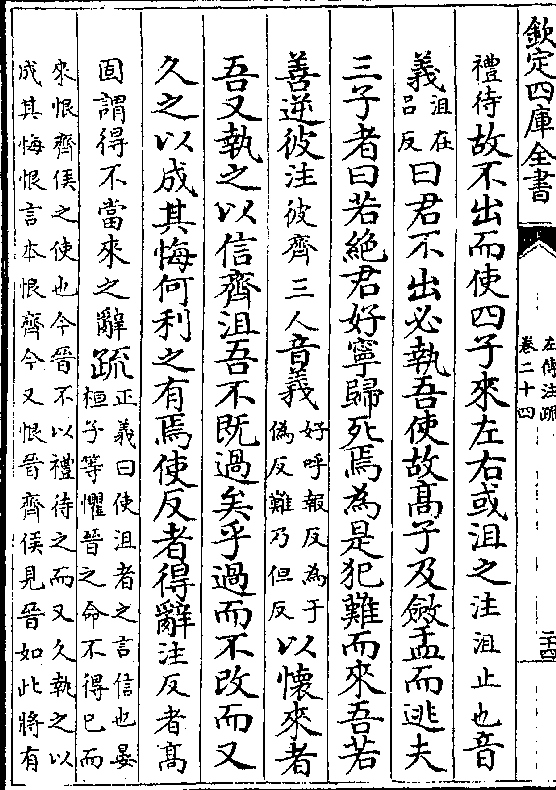 欽定四庫全書
左傳注疏
卷二十四
二十四
禮待故不出而使四子來左右或沮之注沮止也音
義沮在
呂反曰君不出必執吾使故高子及斂盂而逃夫
三子者曰若絶君好寧歸死焉為是犯難而來吾若
善逆彼注彼齊三人音義好呼報反為于
偽反難乃但反以懷來者
吾又執之以信齊沮吾不既過矣乎過而不改而又
久之以成其悔何利之有焉使反者得辭注反者高
固謂得不當來之辭疏正義曰使沮者之言信也晏
桓子等懼晉之命不得已而
來恨齊侯之使也今晉不以禮待之而又久執之以
成其悔恨言本恨齊今又恨晉齊侯見晉如此將有